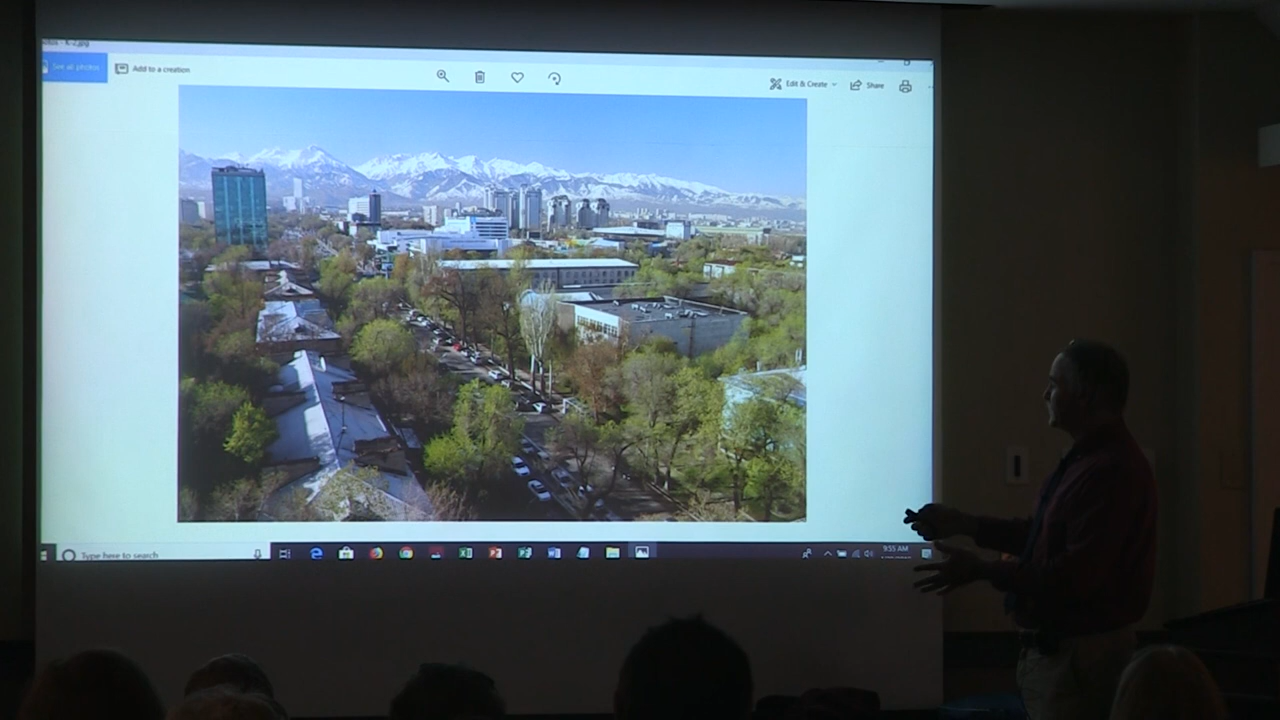 See all photos
Add to a creation
Edit & Create
Share
Type here to search
9:55 AM